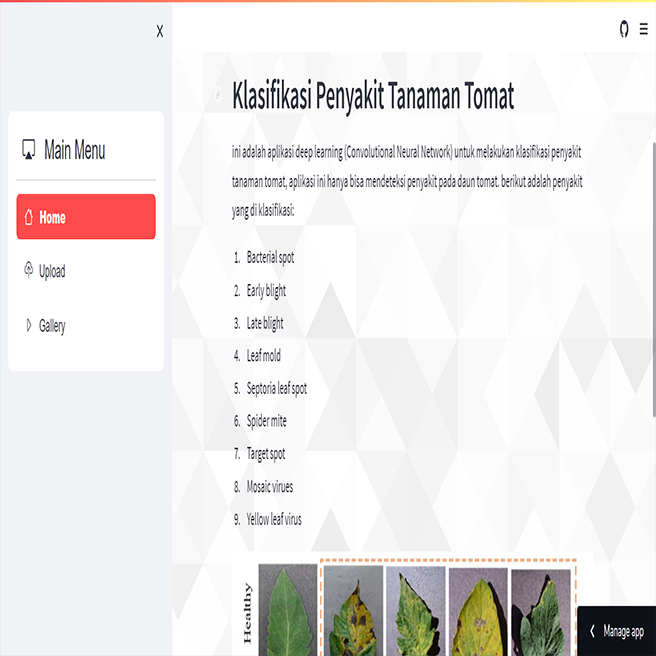 X
Main Menu
Home
Upload
Gallery
Klasifikasi Penyakit Tanaman Tomat
ini adalah aplikasi deep learning (Convolutional Neural Network) untuk melakukan klasifikasi penyakit
tanaman tomat, aplikasi ini hanya bisa mendeteksi penyakit pada daun tomat. berikut adalah penyakit
yang di klasifikasi:
1. Bacterial spot
2. Early blight
3. Late blight
4. Leaf mold
5. Septoria leaf spot
6. Spider mite
7. Target spot
8. Mosaic virues
9. Yellow leaf virus
Healthy
Manage app